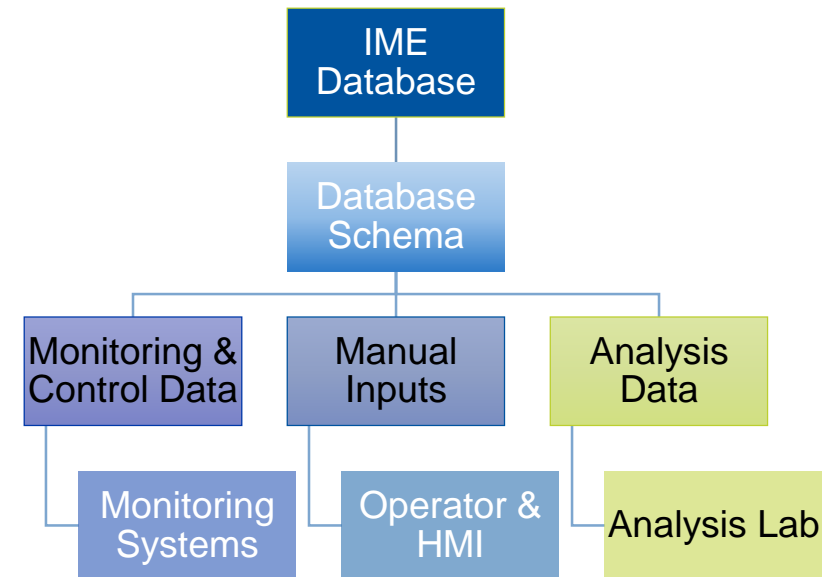 IME
Database
Database
Schema
Monitoring &
Control Data
Manual
Inputs
Analysis
Data
Monitoring
Systems
Operator &
HMI
Analysis Lab